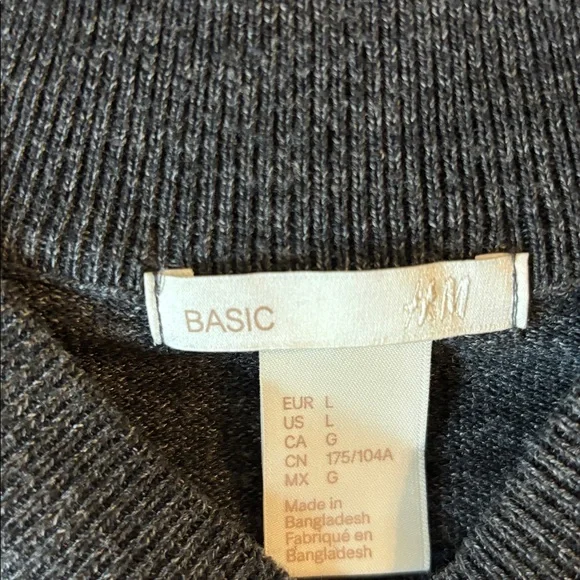 BASIC H&M
EUR L
US L
CA G
CN 175/104A
MX G
Made in
Bangladesh
Fabriqué en
Bangladesh